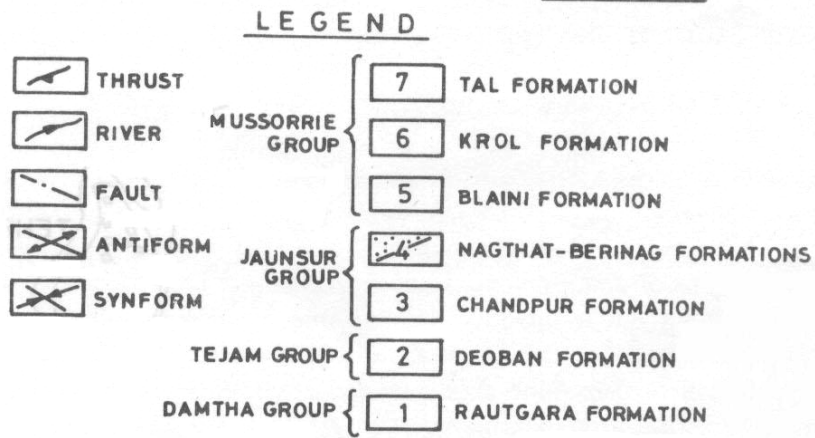 LEGEND
THRUST
RIVER
FAULT
ANTIFORM
SYNFORM
MUSSORRIE
GROUP
7 TAL FORMATION
6 KROL FORMATION
5 BLAINI FORMATION
JAUNSUR
GROUP
4 NAGTHAT-BERINAG FORMATIONS
3 CHANDPUR FORMATION
TEJAM GROUP 2 DEOBAN FORMATION
DAMTHA GROUP 1 RAUTGARA FORMATION